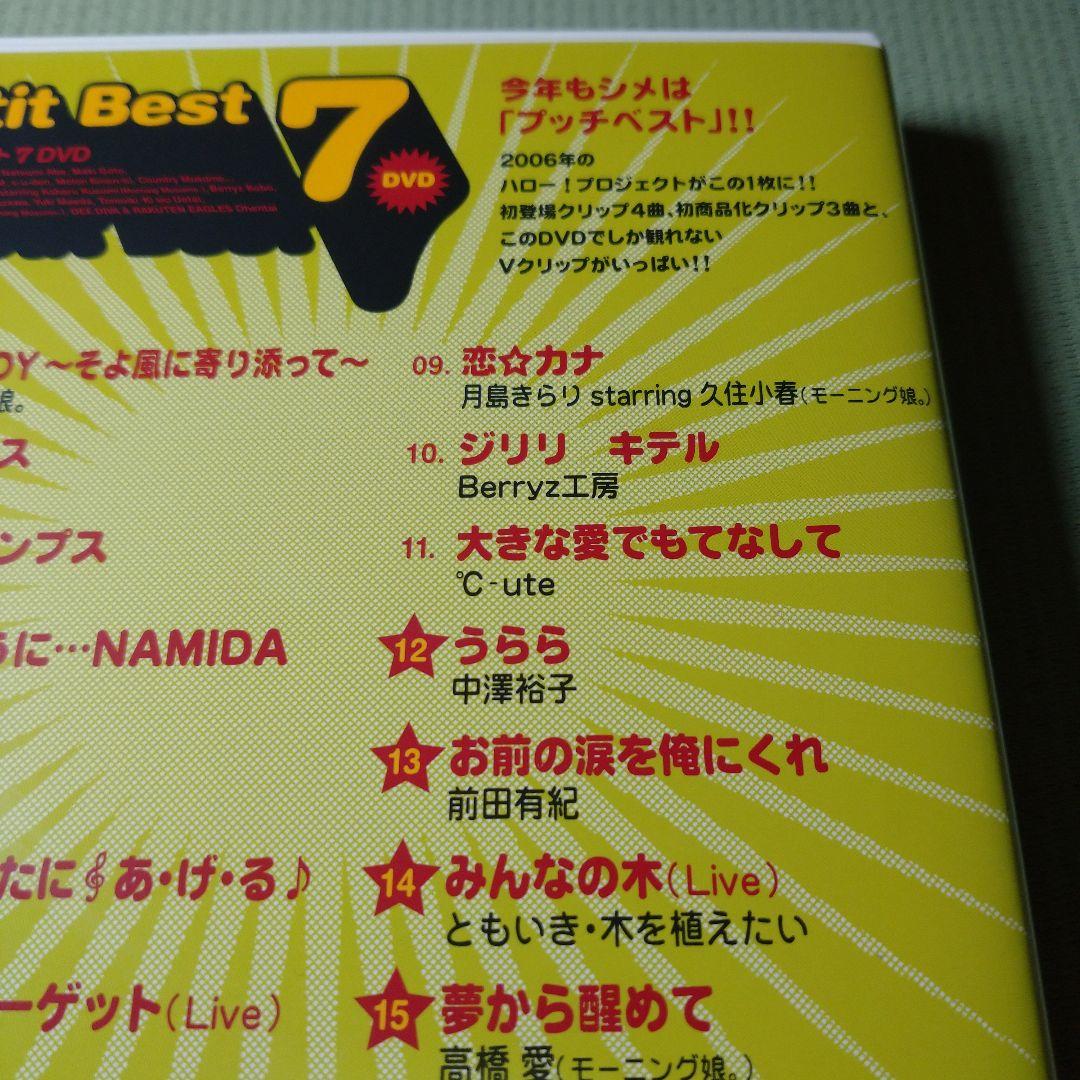 tit Best 7
ト 7 DVD
DVD
今年もシメは
「プッチベスト」!!
2006年の
ハロー！プロジェクトがこの1枚に!!
初登場クリップ4曲、初商品化クリップ3曲と、
このDVDでしか観れない
Vクリップがいっぱい!!
OY〜そよ風に寄り添って〜
娘。
ス
ンプス
うに…NAMIDA
たに𝄞あ・げ・る♪
ーゲット(Live)
09. 恋☆カナ
月島きらり starring 久住小春(モーニング娘。)
10. ジリリ　キテル
Berryz工房
11. 大きな愛でもてなして
℃-ute
12 うらら
中澤裕子
13 お前の涙を俺にくれ
前田有紀
14 みんなの木(Live)
ともいき・木を植えたい
15 夢から醒めて
高橋 愛(モーニング娘。)